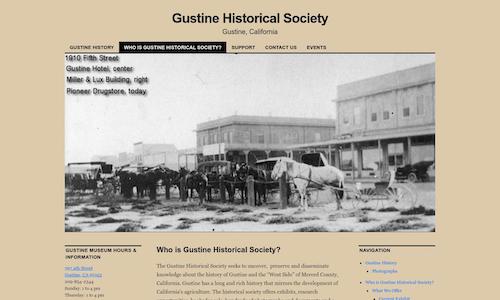 Gustine Historical Society
Gustine, California
GUSTINE HISTORY
WHO IS GUSTINE HISTORICAL SOCIETY?
SUPPORT
CONTACT US
EVENTS
1910 Fifth Street
Gustine Hotel, center
Miller & Lux Building, right
Pioneer Drugstore, today
GUSTINE MUSEUM HOURS &
INFORMATION
397 4th Street
Gustine, CA 95322
209-854-2344
Sunday: 1 to 4 pm
Thursday: 1 to 4 pm
Who is Gustine Historical Society?
The Gustine Historical Society seeks to uncover, preserve and disseminate
knowledge about the history of Gustine and the "West Side" of Merced County,
California. Gustine has a long and rich history that mirrors the development of
California's agriculture. The historical society exhibits, research
NAVIGATION
Gustine History
Photographs
Who is Gustine Historical Society?
What We Offer
Current Exhibit